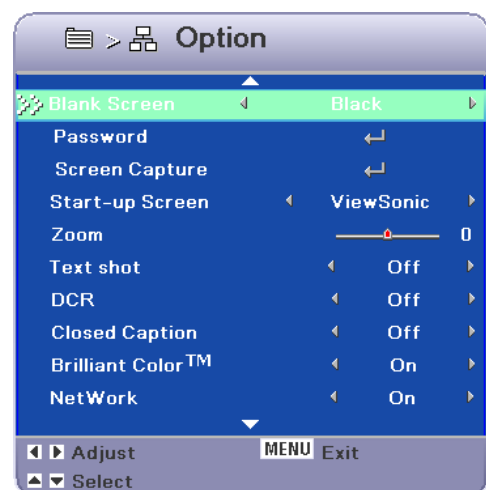 > Option
Blank Screen Black
Password
Screen Capture
Start-up Screen ViewSonic
Zoom 0
Text shot Off
DCR Off
Closed Caption Off
Brilliant Color™ On
NetWork On
Adjust MENU Exit
Select